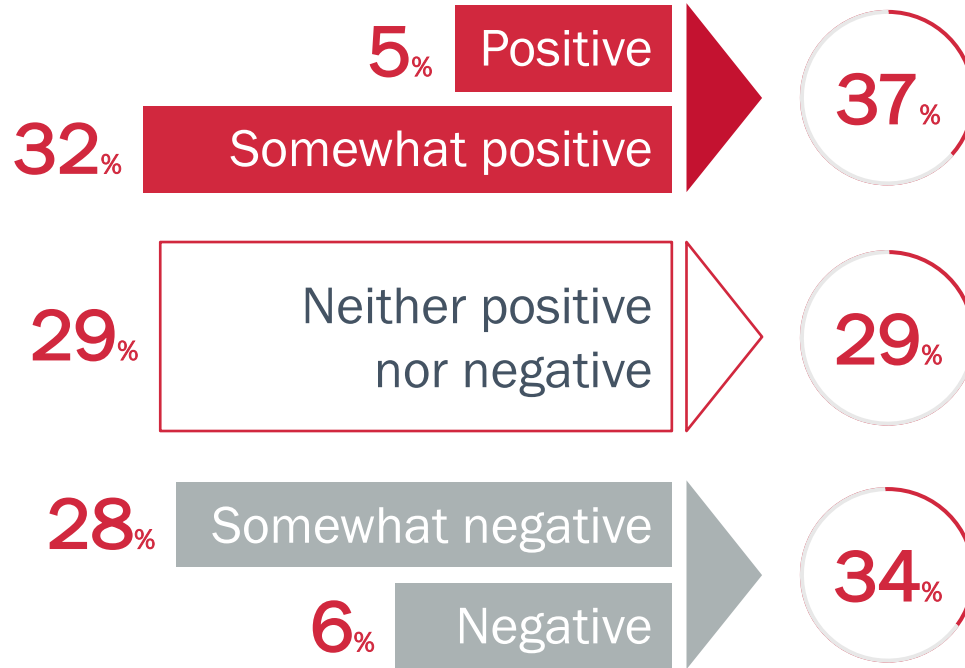 5% Positive
37%
32% Somewhat positive
29% Neither positive
nor negative
29%
28% Somewhat negative
34%
6% Negative